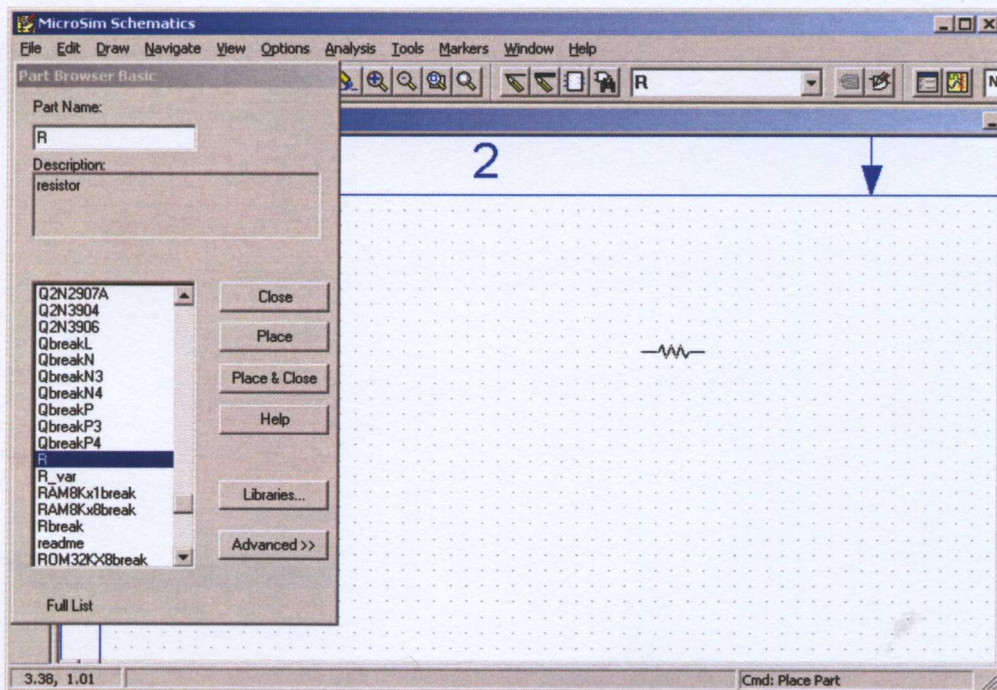 MicroSim Schematics
File Edit Draw Navigate View Options Analysis Tools Markers Window Help
R
Part Browser Basic
Part Name:
R
Description:
resistor
2
Q2N2907A
Q2N3904
Q2N3906
QbreakL
QbreakN
QbreakN3
QbreakN4
QbreakP
QbreakP3
QbreakP4
R
R_var
RAM8Kx1break
RAM8Kx8break
Rbreak
readme
ROM32KX8break
Close
Place
Place & Close
Help
Libraries...
Advanced >>
Full List
3.38, 1.01
Cmd: Place Part